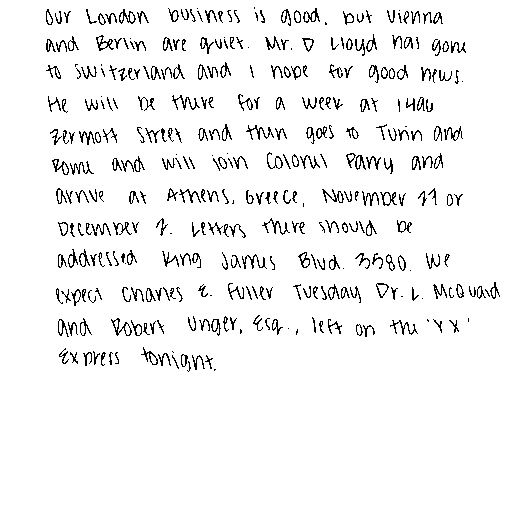 Our London business is good, but Vienna
and Berlin are quiet. Mr. D Lloyd has gone
to Switzerland and I hope for good news.
He will be there for a week at 1496
Zermott Street and then goes to Turin and
Rome and will join Colonel Parry and
arrive at Athens, Greece, November 27 or
December 2. Letters there should be
addressed King James Blvd. 3580. We
expect Charles E. Fuller Tuesday Dr. L. McQuaid
and Robert Unger, Esq., left on the 'Y X'
Express tonight.